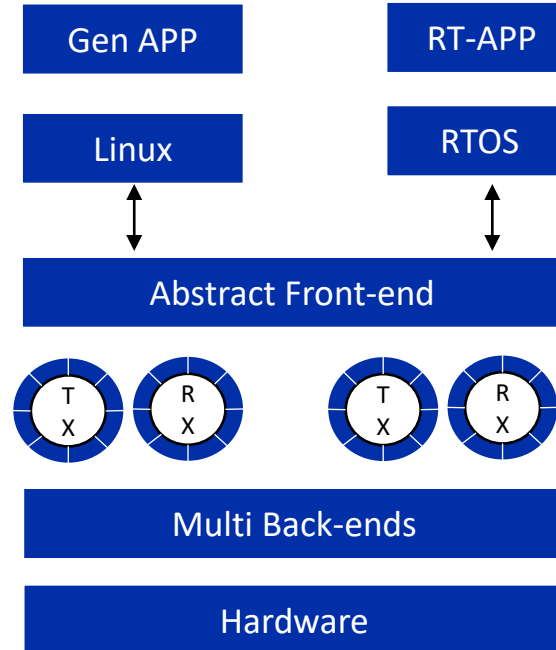 Gen APP
RT-APP
Linux
RTOS
Abstract Front-end
T
X
R
X
T
X
R
X
Multi Back-ends
Hardware